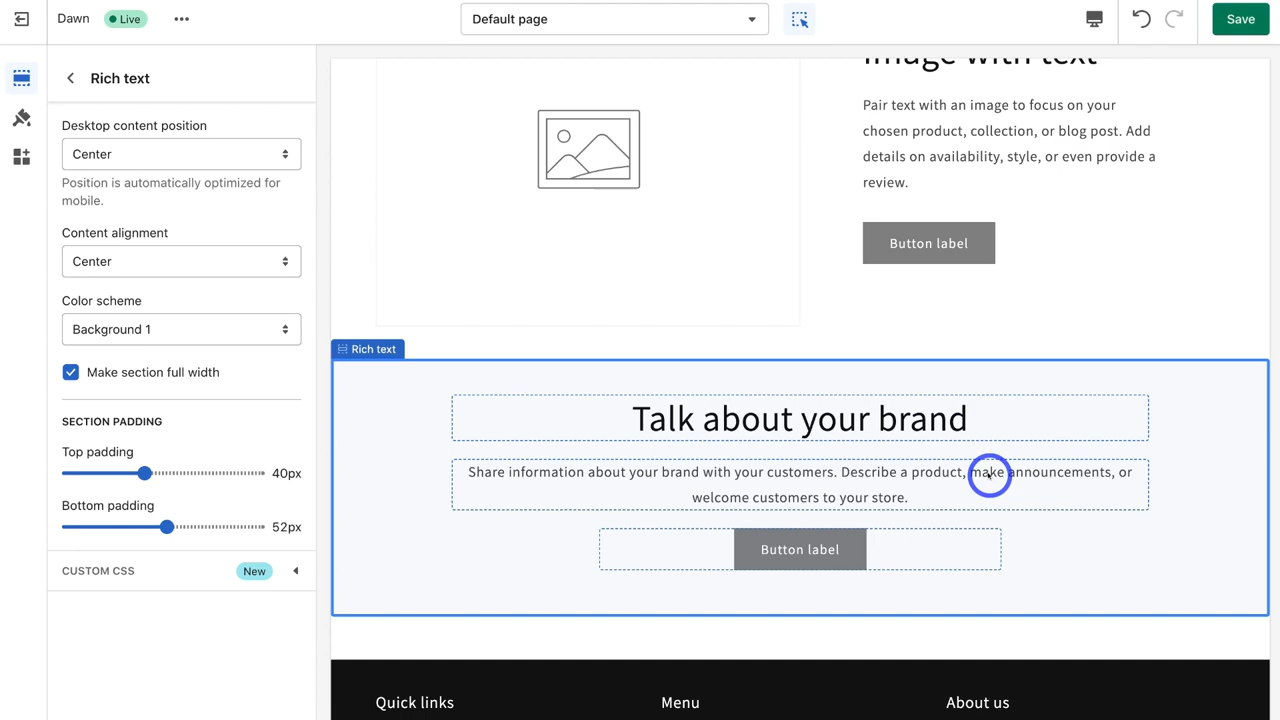 Dawn
Live
Default page
Save
Rich text
Desktop content position
Center
Position is automatically optimized for
mobile.
Content alignment
Center
Color scheme
Background 1
Make section full width
SECTION PADDING
Top padding
40px
Bottom padding
52px
CUSTOM CSS
New
Image with text
Pair text with an image to focus on your
chosen product, collection, or blog post. Add
details on availability, style, or even provide a
review.
Button label
Rich text
Talk about your brand
Share information about your brand with your customers. Describe a product, make announcements, or
welcome customers to your store.
Button label
Quick links
Menu
About us